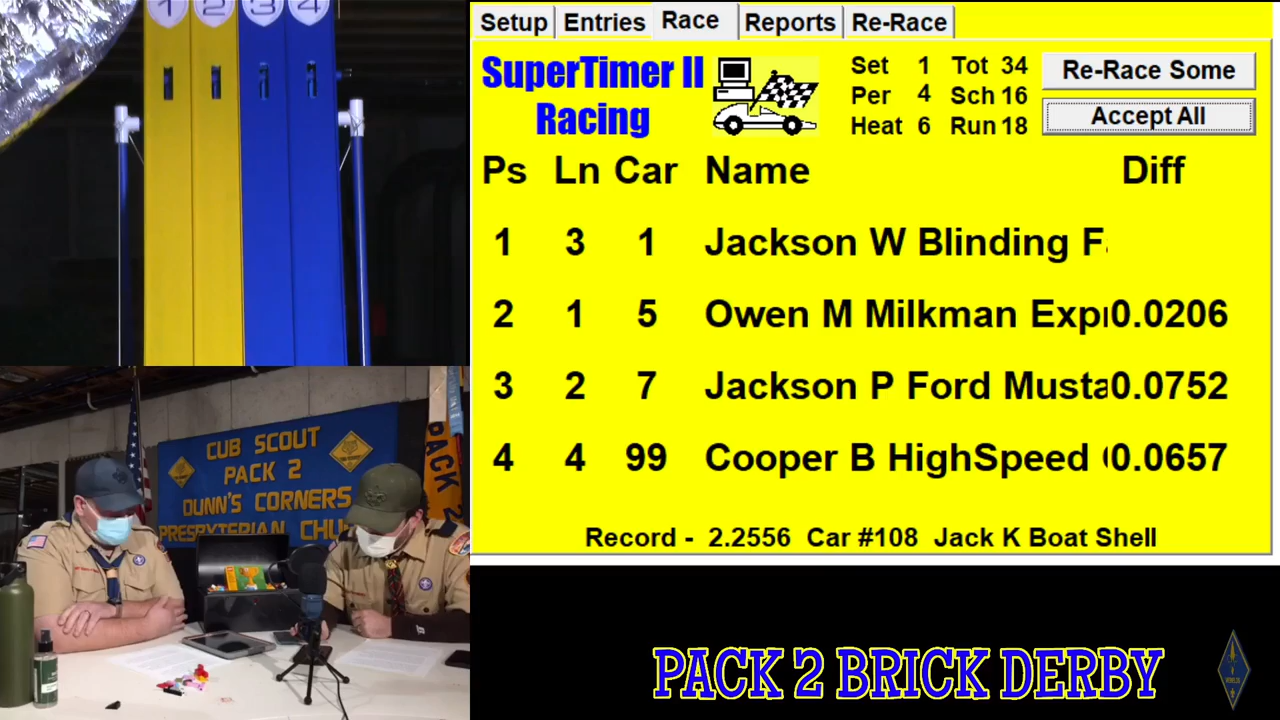 1 2 3 4
Setup Entries Race Reports Re-Race
SuperTimer II
Racing
Set 1 Tot 34
Per 4 Sch 16
Heat 6 Run 18
Re-Race Some
Accept All
Ps Ln Car Name Diff
1 3 1 Jackson W Blinding
2 1 5 Owen M Milkman 0.0206
3 2 7 Jackson P Ford 0.0752
4 4 99 Cooper B HighSpeed 0.0657
Record - 2.2556 Car #108 Jack K Boat Shell
CUB SCOUT
PACK 2
DUNN'S CORNERS
PRESBYTERIAN
PACK 2
PACK 2 BRICK DERBY